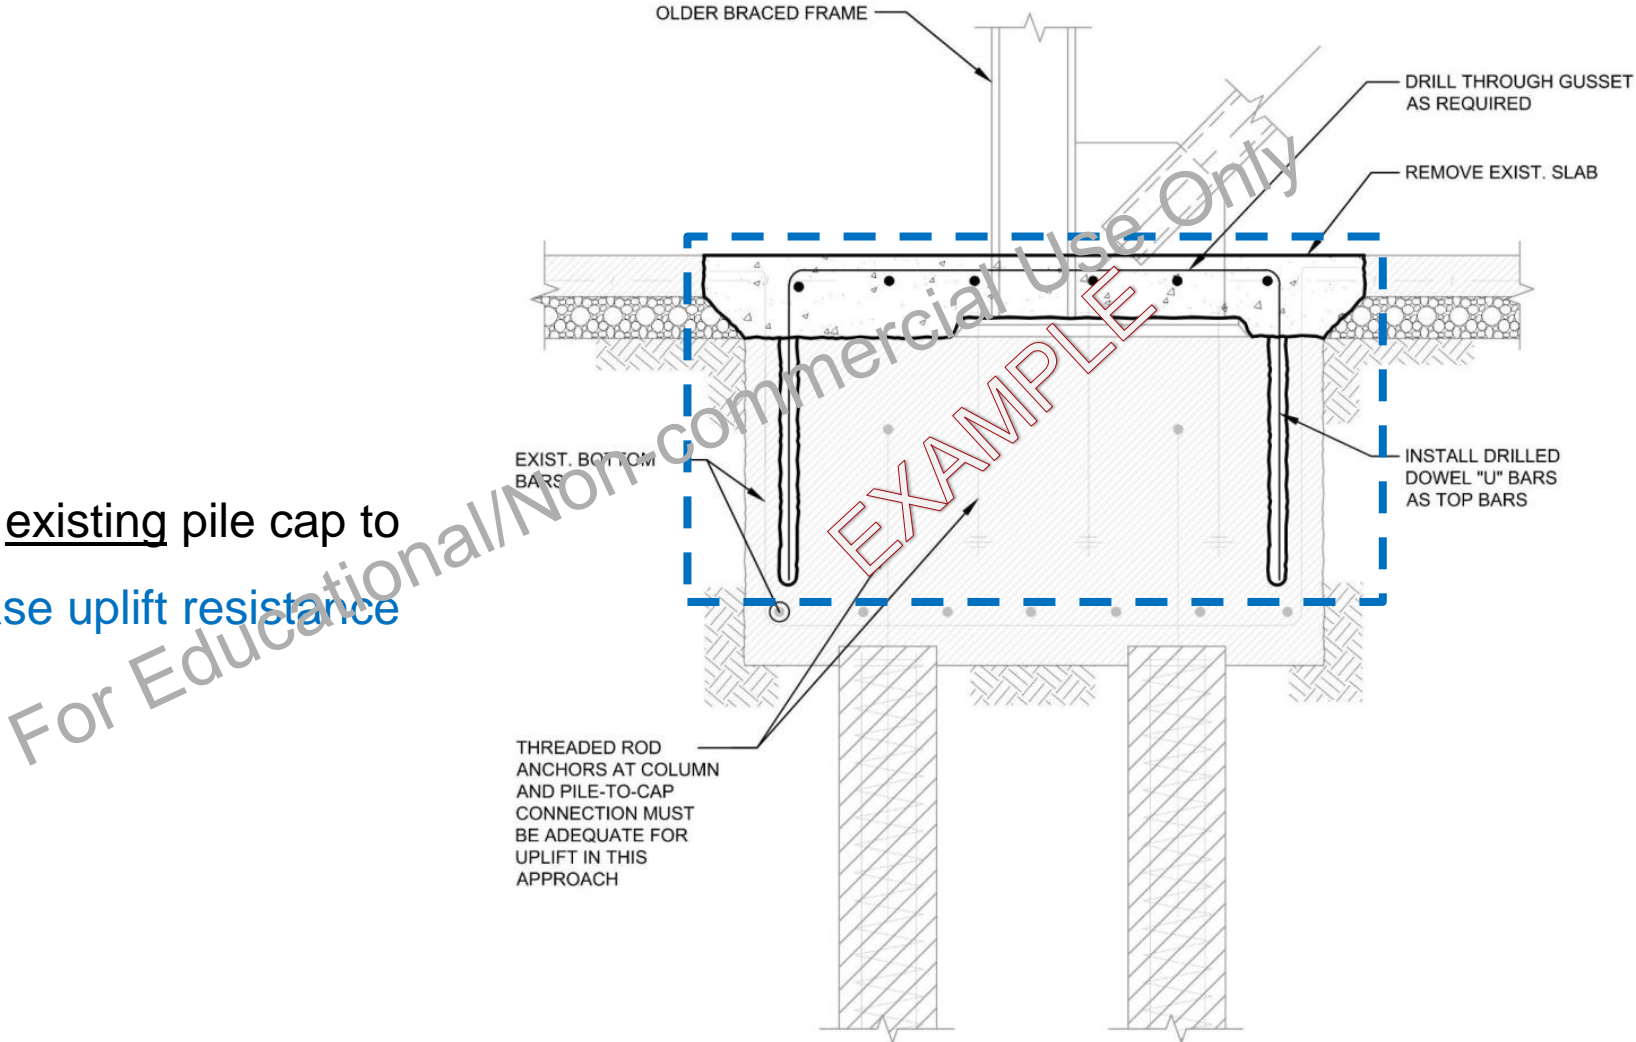 OLDER BRACED FRAME
DRILL THROUGH GUSSET
AS REQUIRED
REMOVE EXIST. SLAB
EXIST. BOTTOM
BARS
INSTALL DRILLED
DOWEL "U" BARS
AS TOP BARS
existing pile cap to
se uplift resistance
THREADED ROD
ANCHORS AT COLUMN
AND PILE-TO-CAP
CONNECTION MUST
BE ADEQUATE FOR
UPLIFT IN THIS
APPROACH
EXAMPLE
For Educational/Non-commercial Use Only